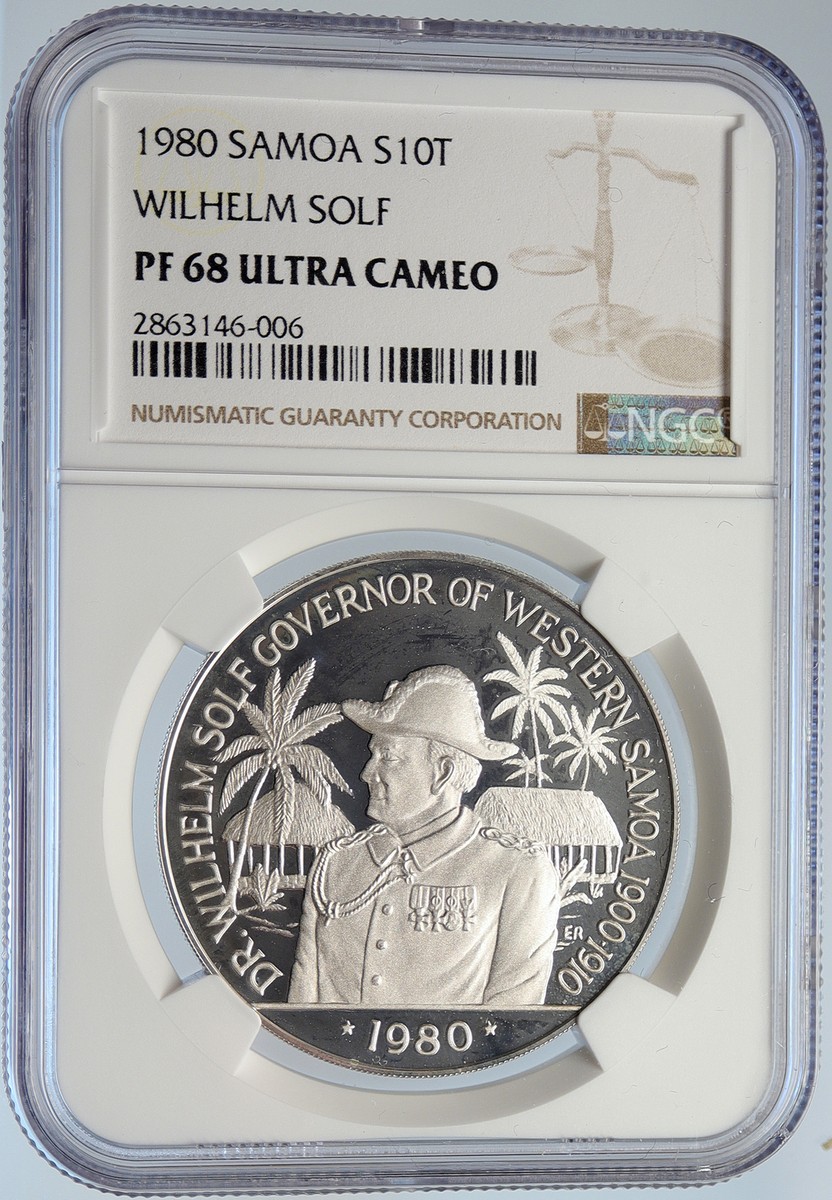 1980 SAMOA S10T
WILHELM SOLF
PF 68 ULTRA CAMEO
2863146-006
NUMISMATIC GUARANTY CORPORATION
NGC
DR. WILHELM SOLF GOVERNOR OF WESTERN SAMOA 1900-1910
ER
* 1980 *